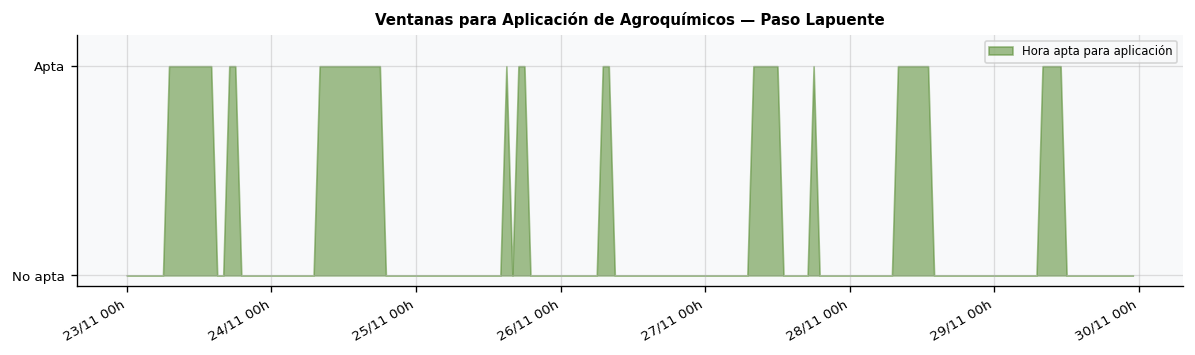 Ventanas para Aplicación de Agroquímicos — Paso Lapuente
Hora apta para aplicación
Apta
No apta
23/11 00h
24/11 00h
25/11 00h
26/11 00h
27/11 00h
28/11 00h
29/11 00h
30/11 00h